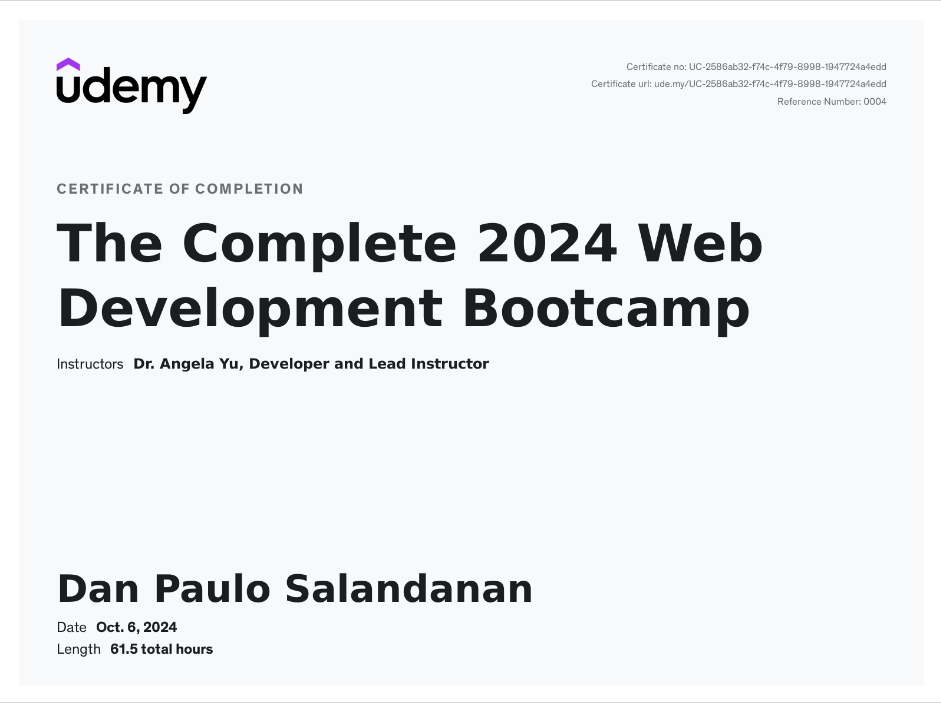 udemy
Certificate no: UC-2586ab32-f74c-4f79-8998-1947724a4edd
Certificate url: ude.my/UC-2586ab32-f74c-4f79-8998-1947724a4edd
Reference Number: 0004
CERTIFICATE OF COMPLETION
The Complete 2024 Web
Development Bootcamp
Instructors Dr. Angela Yu, Developer and Lead Instructor
Dan Paulo Salandanan
Date Oct. 6, 2024
Length 61.5 total hours